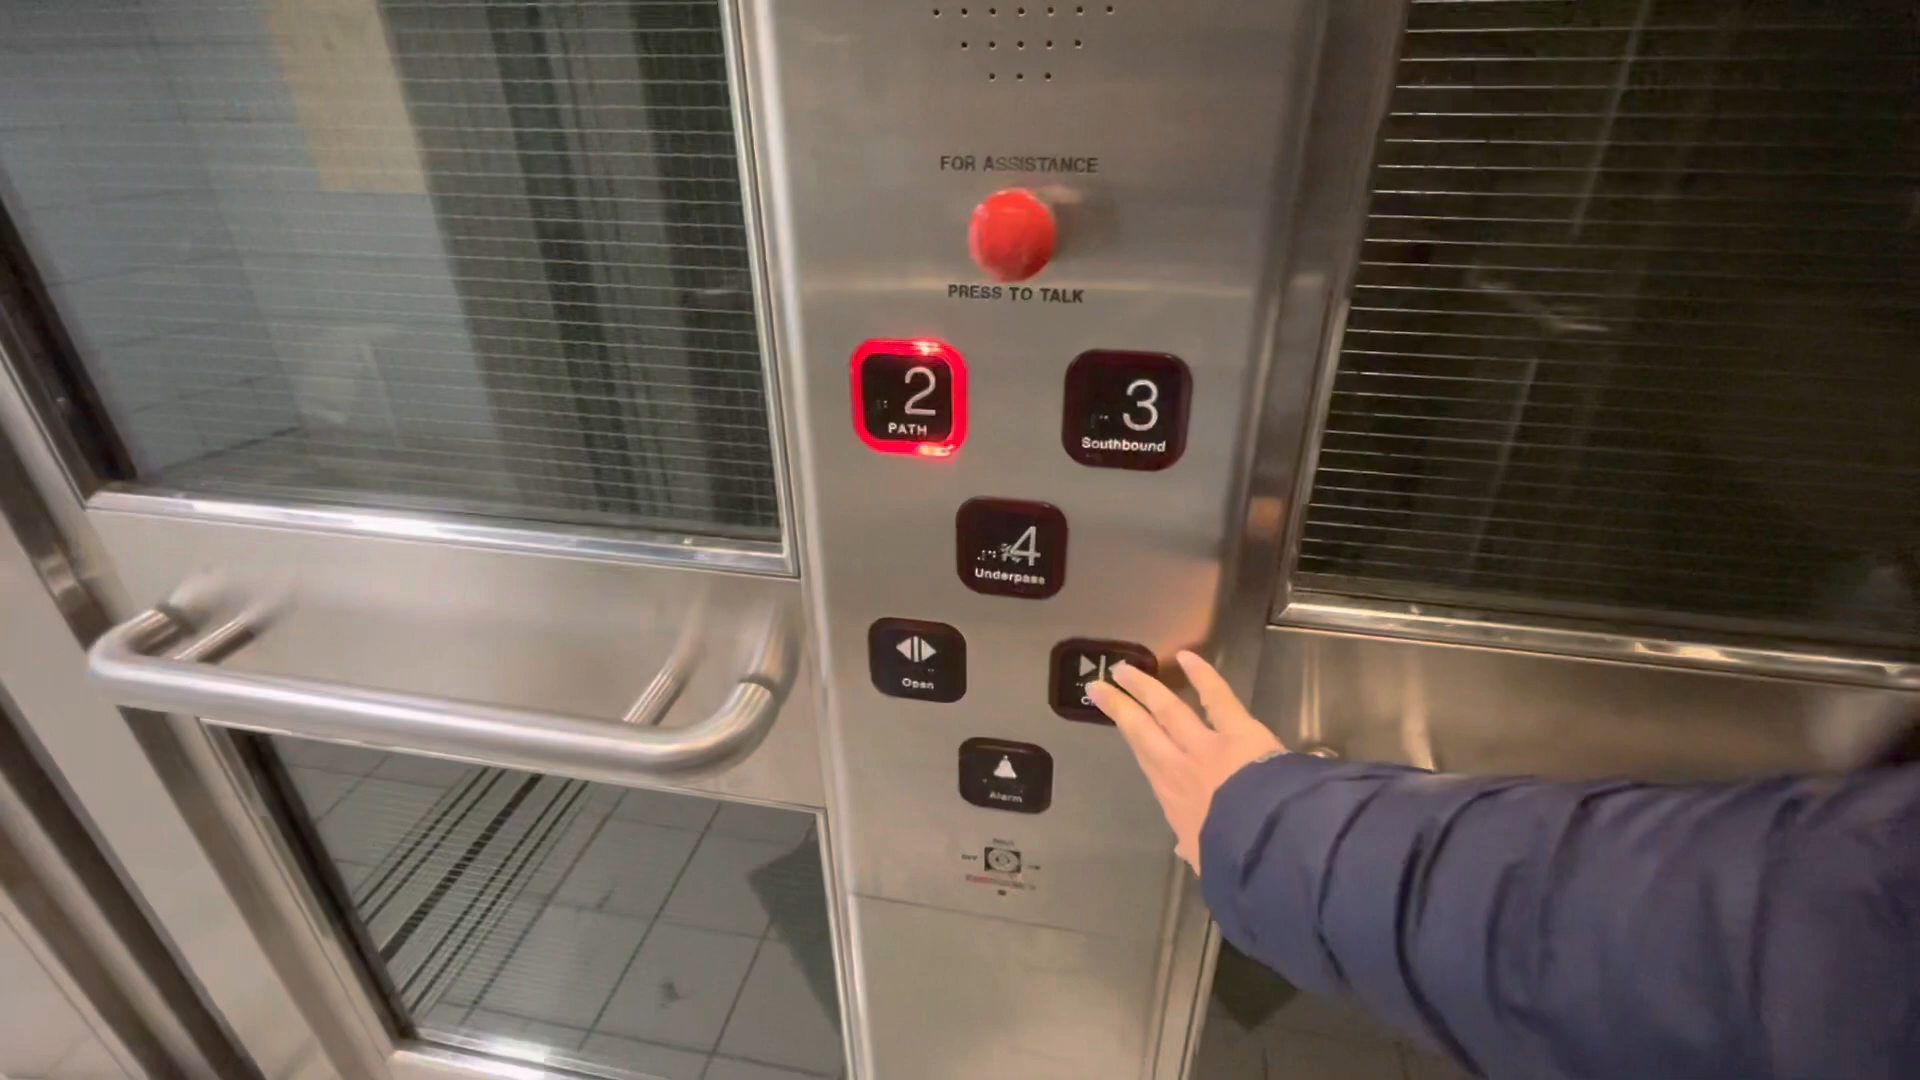 FOR ASSISTANCE
PRESS TO TALK
2
PATH
3
Southbound
4
Underpass
Open
Alarm